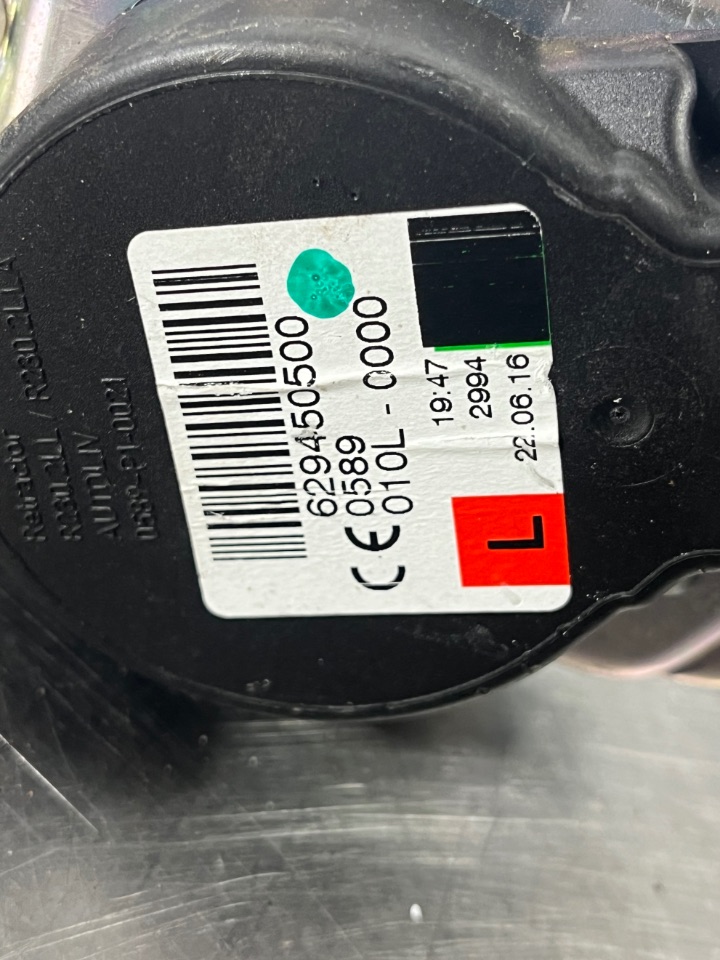 Retractor
R230.2LL / R230.2LLA
AUTOLIV
629450500
0589
CE 010L - 0000
19:47
2994
22.06.16
L